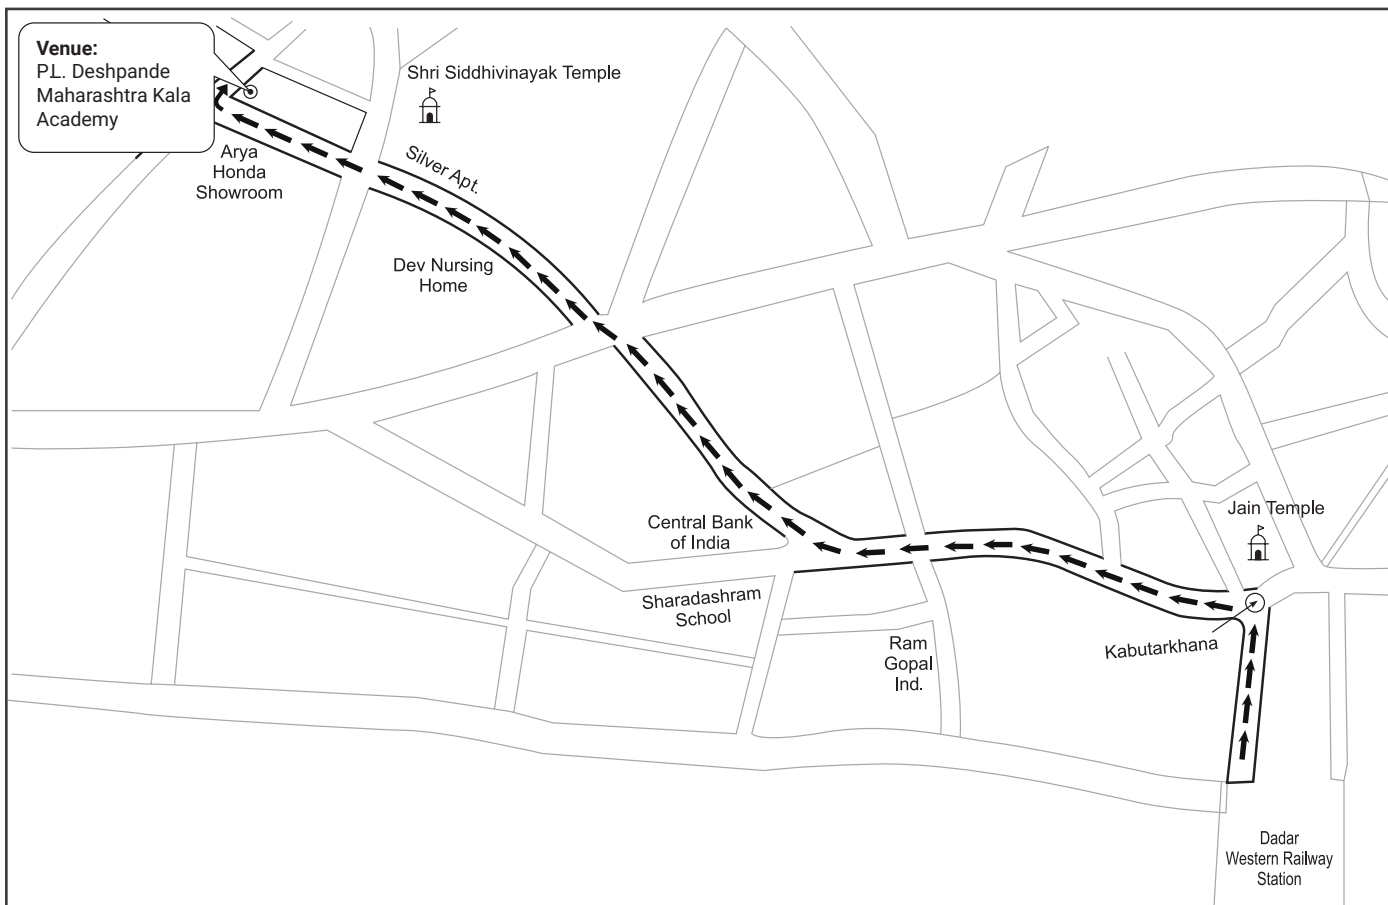 Venue:
P.L. Deshpande
Maharashtra Kala
Academy
Shri Siddhivinayak Temple
Arya
Honda
Showroom
Silver Apt.
Dev Nursing
Home
Central Bank
of India
Jain Temple
Sharadashram
School
Ram
Gopal
Ind.
Kabutarkhana
Dadar
Western Railway
Station